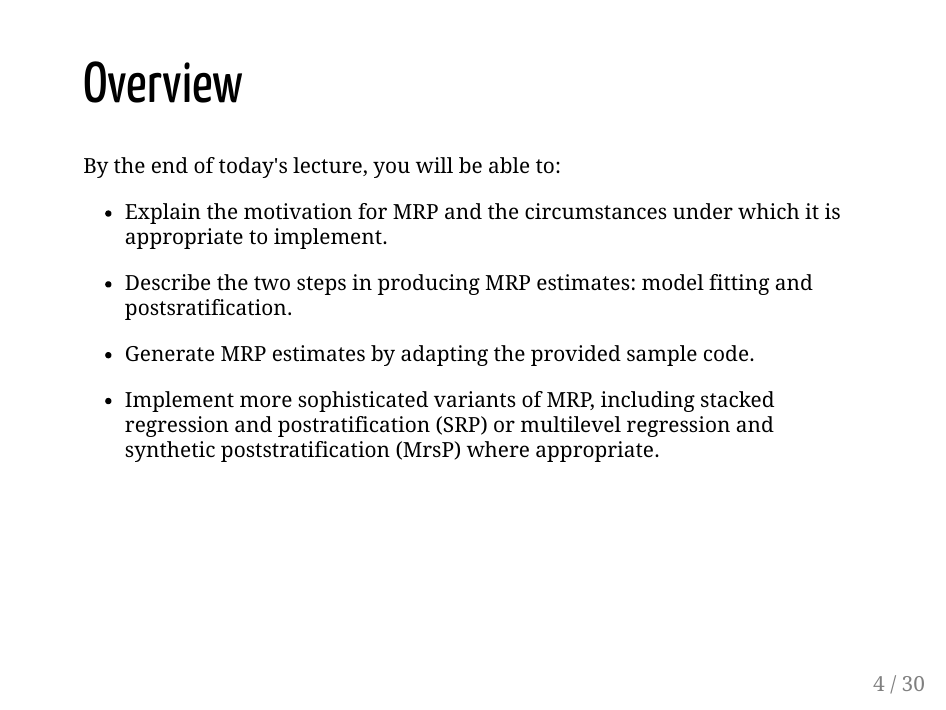 Overview
By the end of today's lecture, you will be able to:
• Explain the motivation for MRP and the circumstances under which it is
appropriate to implement.
• Describe the two steps in producing MRP estimates: model fitting and
postsratification.
• Generate MRP estimates by adapting the provided sample code.
• Implement more sophisticated variants of MRP, including stacked
regression and postratification (SRP) or multilevel regression and
synthetic poststratification (MrsP) where appropriate.
4 / 30